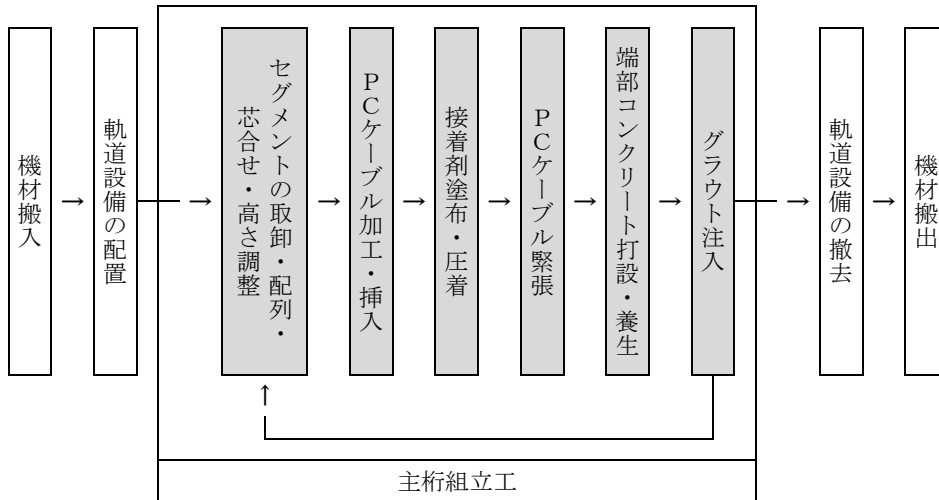 機材搬入
→
軌道設備の配置
→
セグメントの取卸・配列・
芯合せ・高さ調整
→
PCケーブル加工・挿入
→
接着剤塗布・圧着
→
PCケーブル緊張
→
端部コンクリート打設・養生
→
グラウト注入
→
軌道設備の撤去
→
機材搬出
↑
主桁組立工